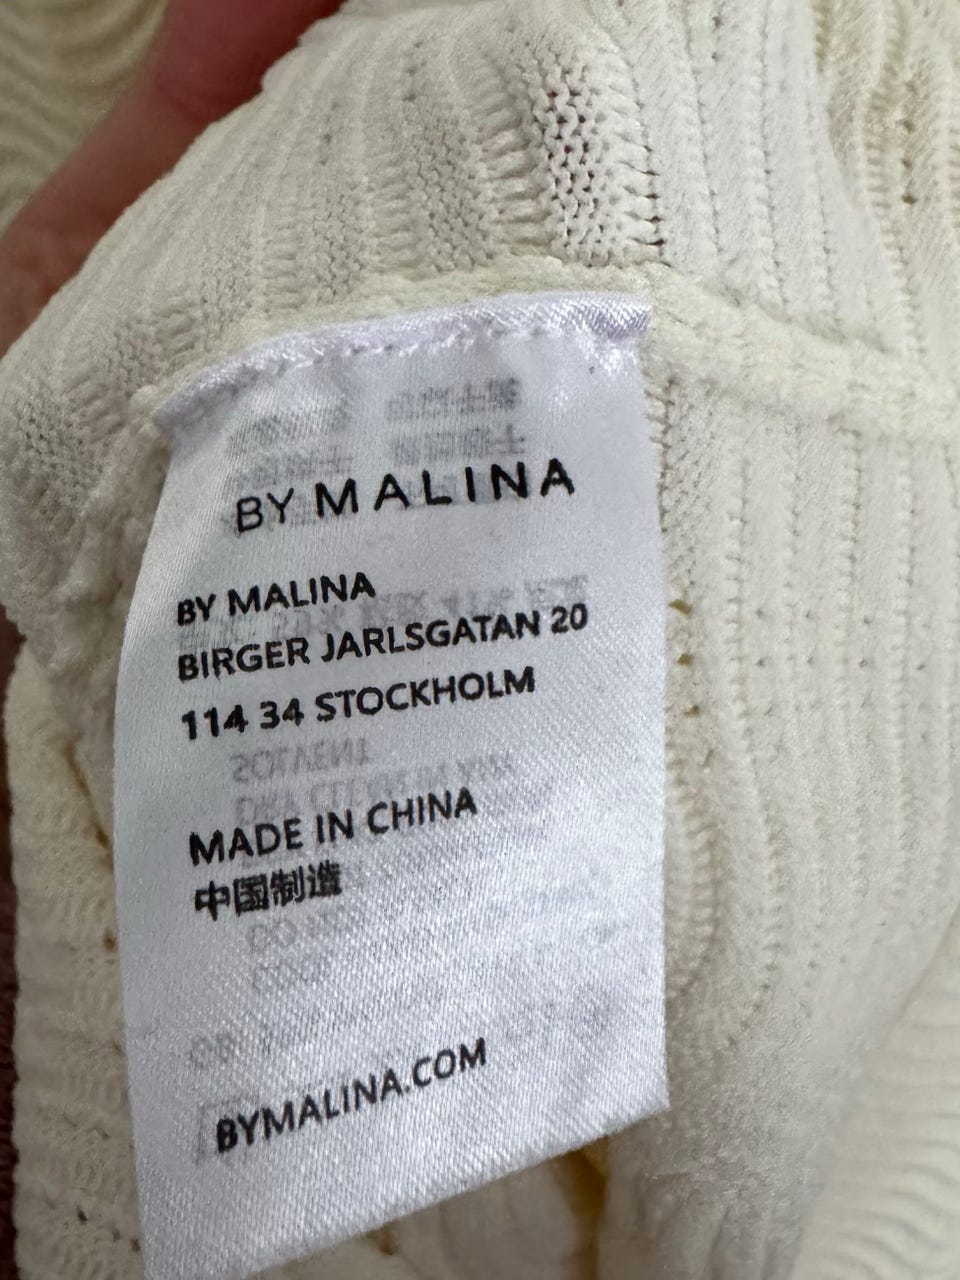 BY MALINA
BY MALINA
BIRGER JARLSGATAN 20
114 34 STOCKHOLM
MADE IN CHINA
中国制造
BYMALINA.COM